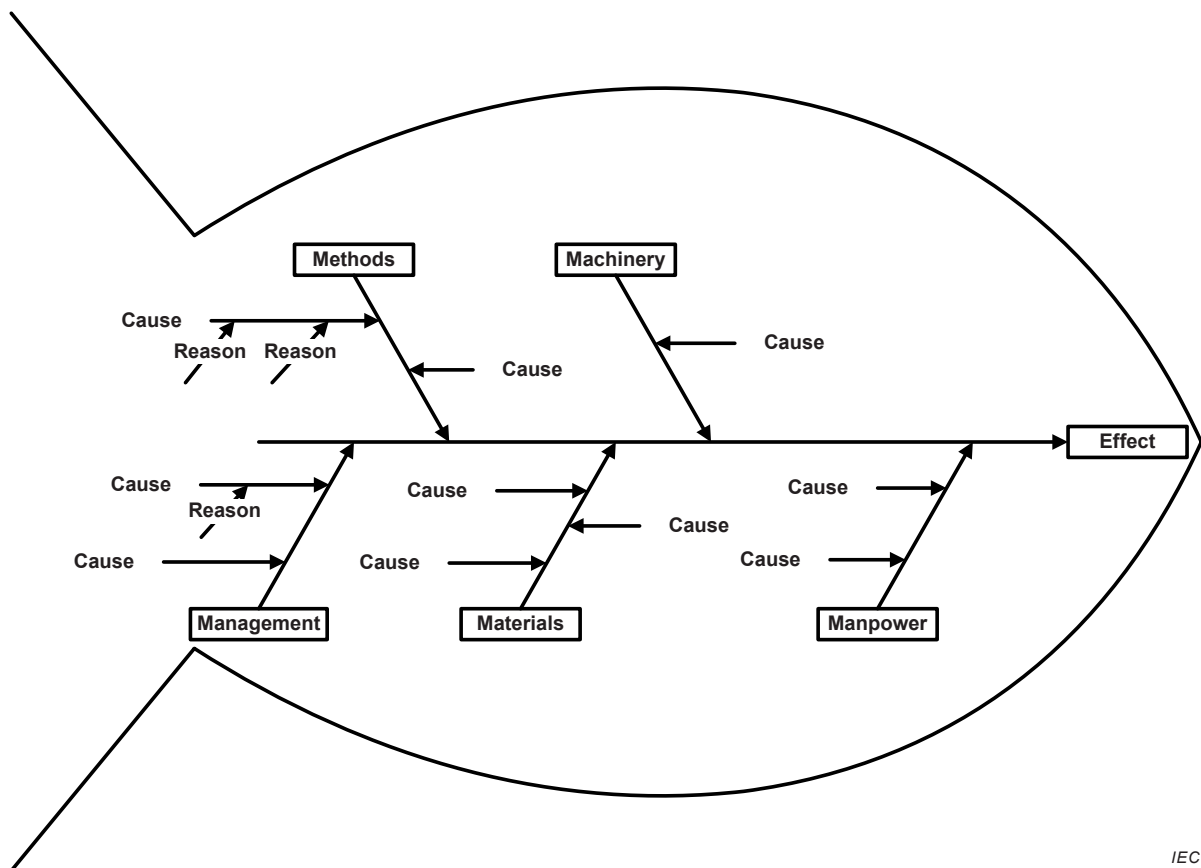 Methods
Machinery
Cause
Reason
Reason
Cause
Cause
Effect
Cause
Reason
Cause
Cause
Cause
Cause
Cause
Cause
Cause
Management
Materials
Manpower
IEC